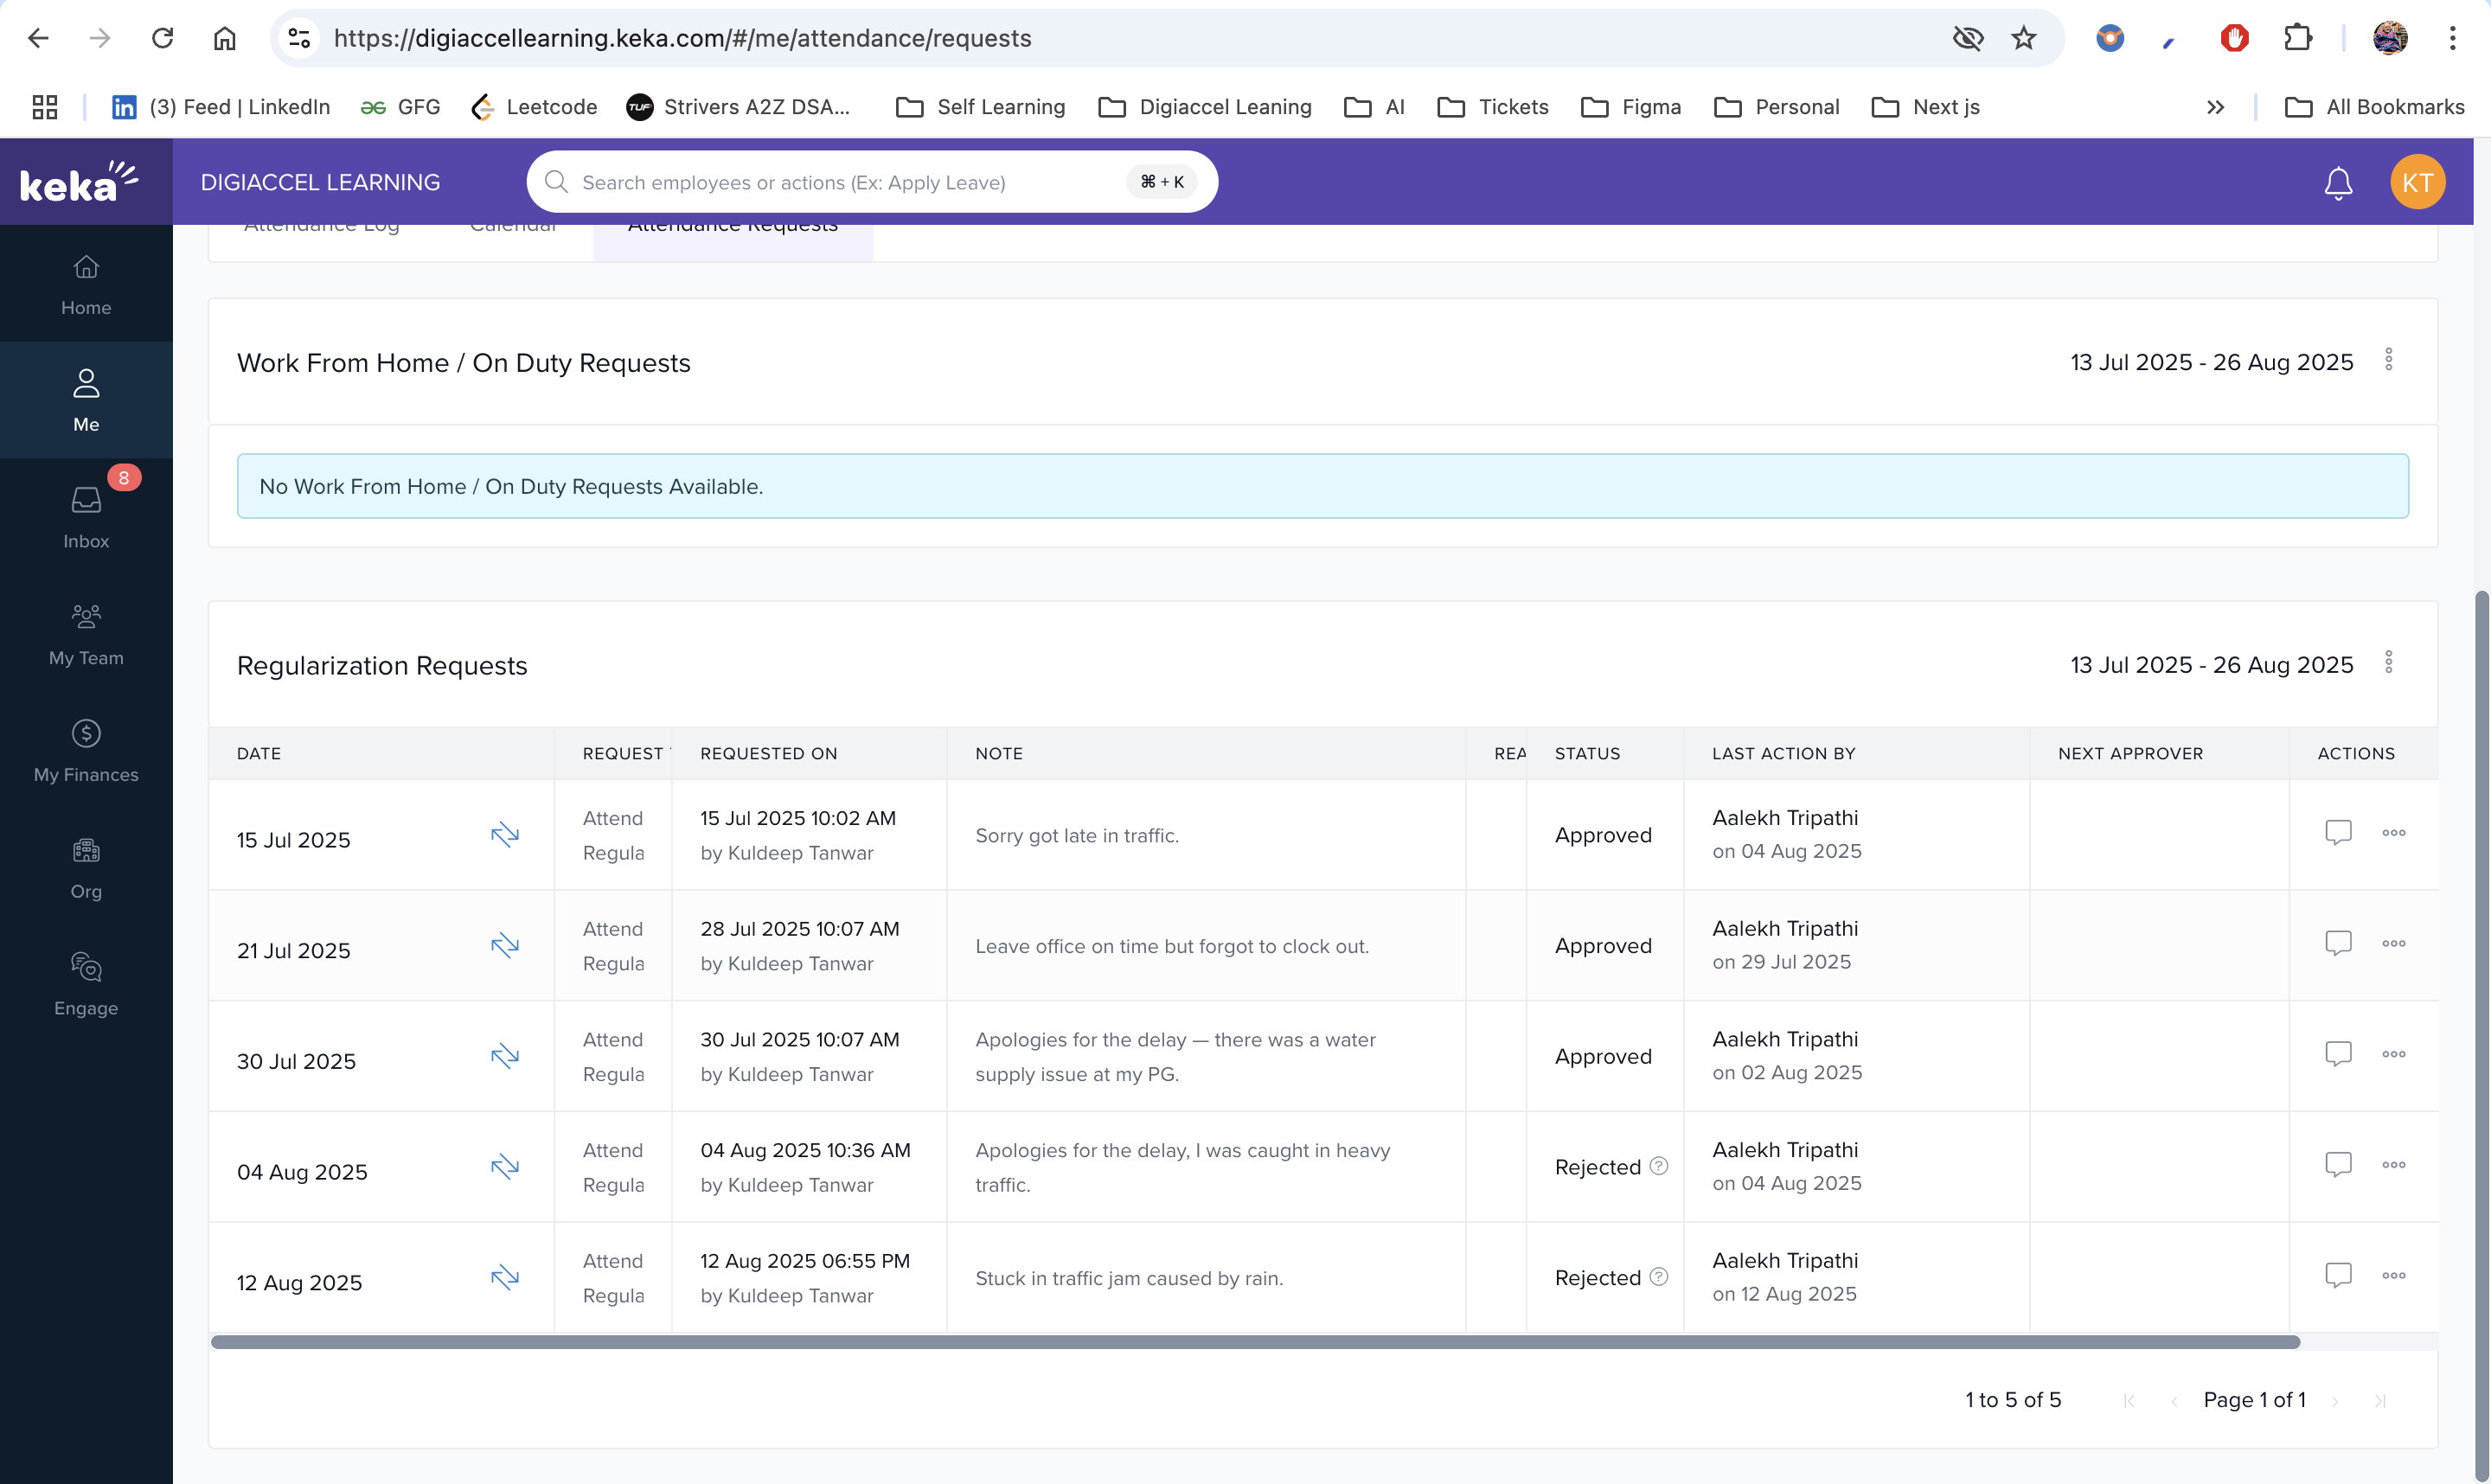 https://digiaccellearning.keka.com/#/me/attendance/requests
(3) Feed | LinkedIn GFG Leetcode TUF Strivers A2Z DSA... Self Learning Digiaccel Leaning AI Tickets Figma Personal Next js All Bookmarks
keka DIGIACCEL LEARNING Search employees or actions (Ex: Apply Leave) ⌘ + K KT
Attendance Log Calendar Attendance Requests
Home
Me
8
Inbox
My Team
My Finances
Org
Engage
Work From Home / On Duty Requests 13 Jul 2025 - 26 Aug 2025
No Work From Home / On Duty Requests Available.
Regularization Requests 13 Jul 2025 - 26 Aug 2025
DATE REQUEST REQUESTED ON NOTE REA STATUS LAST ACTION BY NEXT APPROVER ACTIONS
15 Jul 2025 Attend Regula 15 Jul 2025 10:02 AM by Kuldeep Tanwar Sorry got late in traffic. Approved Aalekh Tripathi on 04 Aug 2025
21 Jul 2025 Attend Regula 28 Jul 2025 10:07 AM by Kuldeep Tanwar Leave office on time but forgot to clock out. Approved Aalekh Tripathi on 29 Jul 2025
30 Jul 2025 Attend Regula 30 Jul 2025 10:07 AM by Kuldeep Tanwar Apologies for the delay — there was a water supply issue at my PG. Approved Aalekh Tripathi on 02 Aug 2025
04 Aug 2025 Attend Regula 04 Aug 2025 10:36 AM by Kuldeep Tanwar Apologies for the delay, I was caught in heavy traffic. Rejected Aalekh Tripathi on 04 Aug 2025
12 Aug 2025 Attend Regula 12 Aug 2025 06:55 PM by Kuldeep Tanwar Stuck in traffic jam caused by rain. Rejected Aalekh Tripathi on 12 Aug 2025
1 to 5 of 5 Page 1 of 1